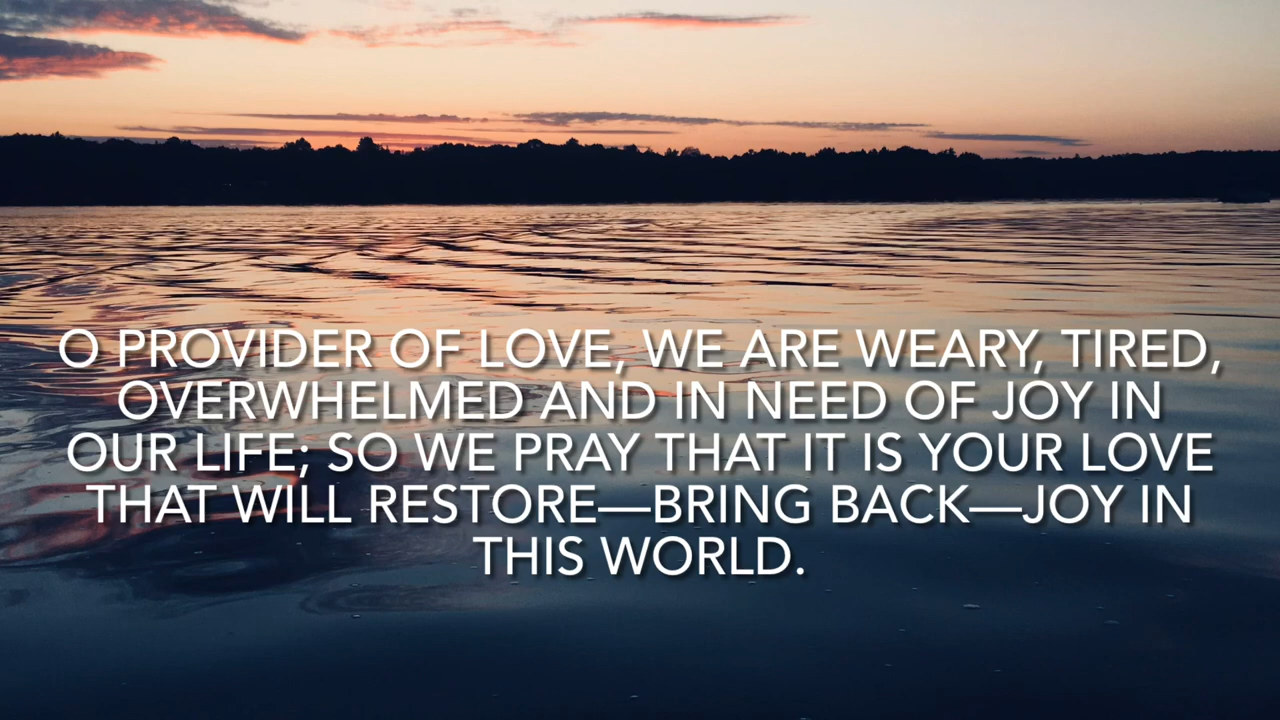 O PROVIDER OF LOVE, WE ARE WEARY, TIRED,
OVERWHELMED AND IN NEED OF JOY IN
OUR LIFE; SO WE PRAY THAT IT IS YOUR LOVE
THAT WILL RESTORE—BRING BACK—JOY IN
THIS WORLD.